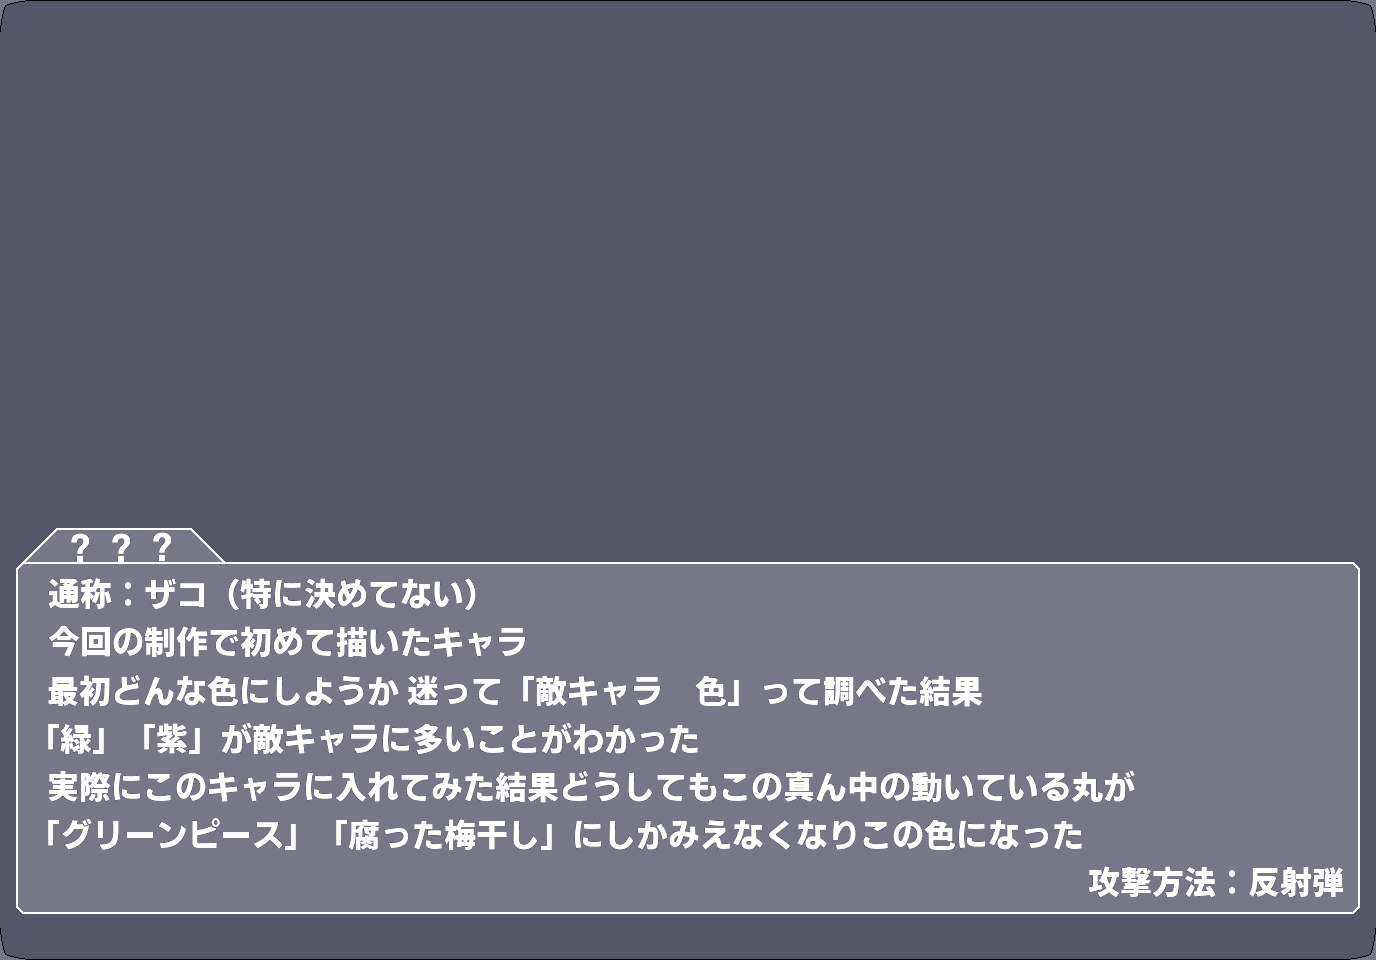 ？？？
通称：ザコ（特に決めてない）
今回の制作で初めて描いたキャラ
最初どんな色にしようか 迷って「敵キャラ　色」って調べた結果
「緑」「紫」が敵キャラに多いことがわかった
実際にこのキャラに入れてみた結果どうしてもこの真ん中の動いている丸が
「グリーンピース」「腐った梅干し」にしかみえなくなりこの色になった
攻撃方法：反射弾